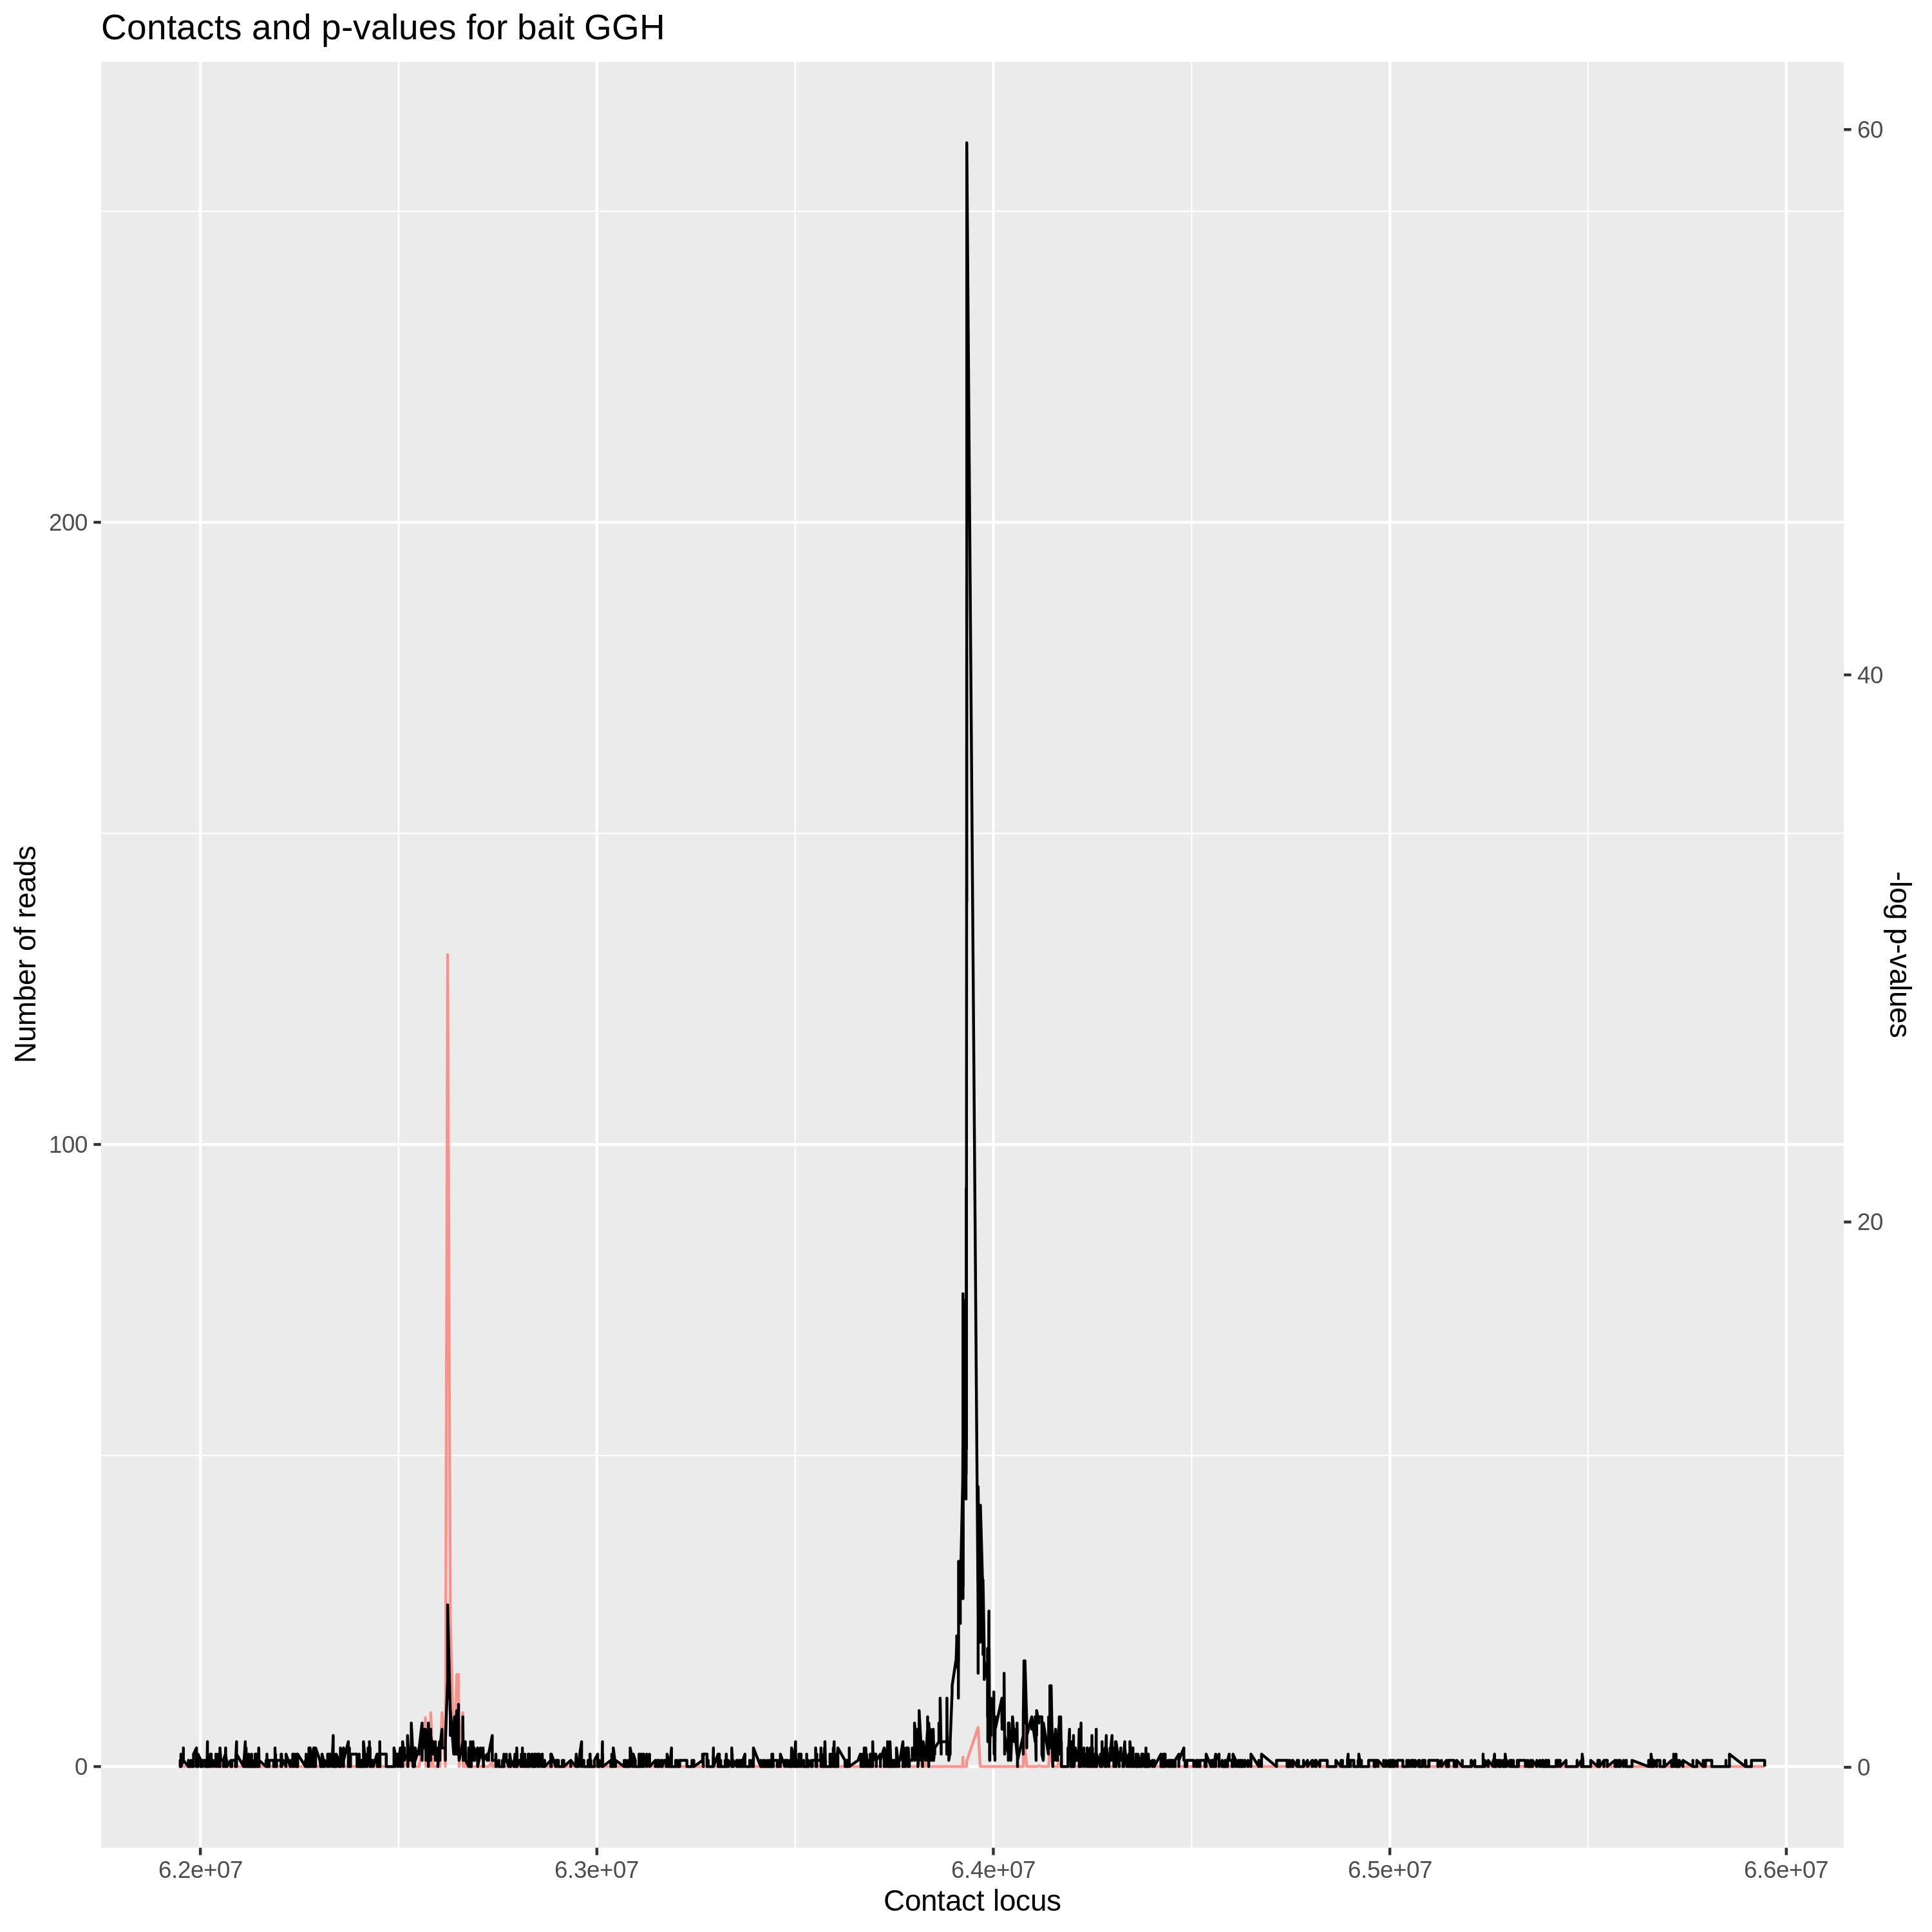 Contacts and p-values for bait GGH
60
200
40
Number of reads
-log p-values
20
100
0
0
6.2e+07
6.3e+07
6.4e+07
6.5e+07
6.6e+07
Contact locus